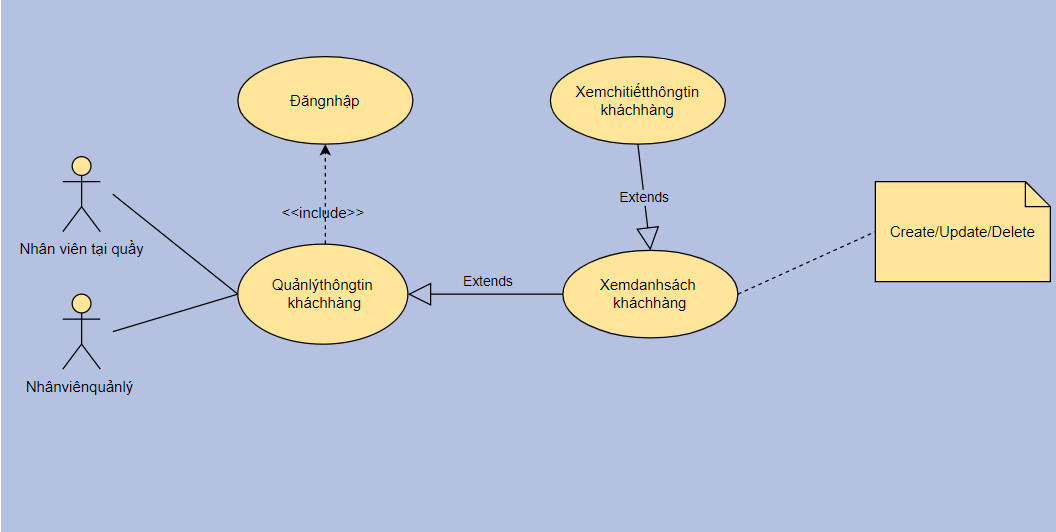 Đăngnhập
Xemchitiếtthôngtin
kháchhàng
Extends
<<include>>
Create/Update/Delete
Nhân viên tại quầy
Quảnlýthôngtin
kháchhàng
Extends
Xemdanhsách
kháchhàng
Nhânviênquảnlý